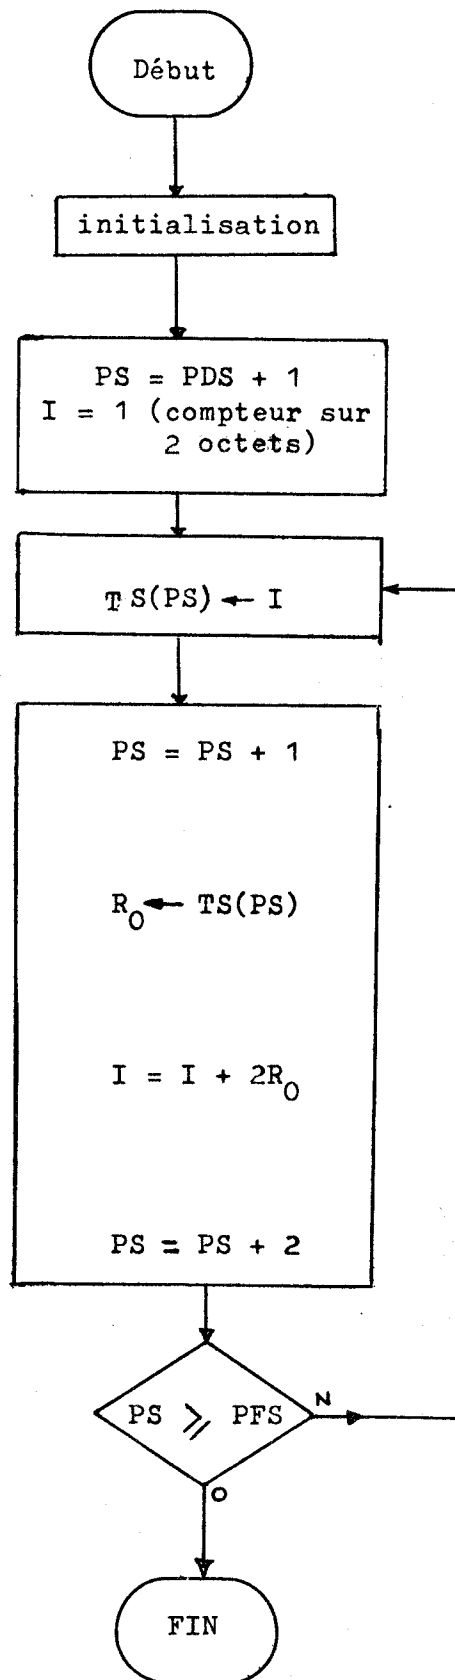 Début
initialisation
PS = PDS + 1
I = 1 (compteur sur
2 octets)
TS(PS) ← I
PS = PS + 1
R0 ← TS(PS)
I = I + 2R0
PS = PS + 2
PS ⩾ PFS
N
O
FIN